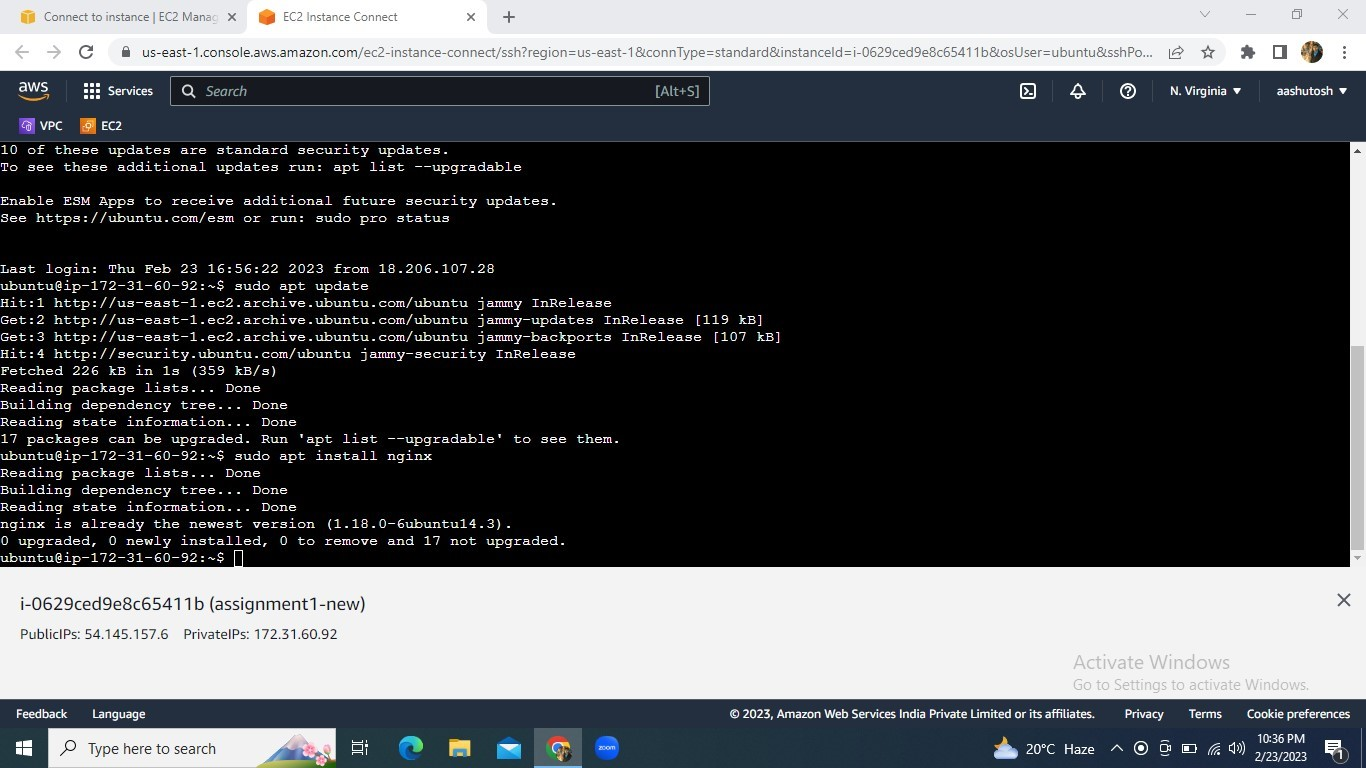 Connect to instance | EC2 Manag
EC2 Instance Connect
us-east-1.console.aws.amazon.com/ec2-instance-connect/ssh?region=us-east-1&connType=standard&instanceId=i-0629ced9e8c65411b&osUser=ubuntu&sshPo...
aws
Services
Search
[Alt+S]
N. Virginia
aashutosh
VPC
EC2
10 of these updates are standard security updates.
To see these additional updates run: apt list --upgradable
Enable ESM Apps to receive additional future security updates.
See https://ubuntu.com/esm or run: sudo pro status
Last login: Thu Feb 23 16:56:22 2023 from 18.206.107.28
ubuntu@ip-172-31-60-92:~$ sudo apt update
Hit:1 http://us-east-1.ec2.archive.ubuntu.com/ubuntu jammy InRelease
Get:2 http://us-east-1.ec2.archive.ubuntu.com/ubuntu jammy-updates InRelease [119 kB]
Get:3 http://us-east-1.ec2.archive.ubuntu.com/ubuntu jammy-backports InRelease [107 kB]
Hit:4 http://security.ubuntu.com/ubuntu jammy-security InRelease
Fetched 226 kB in 1s (359 kB/s)
Reading package lists... Done
Building dependency tree... Done
Reading state information... Done
17 packages can be upgraded. Run 'apt list --upgradable' to see them.
ubuntu@ip-172-31-60-92:~$ sudo apt install nginx
Reading package lists... Done
Building dependency tree... Done
Reading state information... Done
nginx is already the newest version (1.18.0-6ubuntu14.3).
0 upgraded, 0 newly installed, 0 to remove and 17 not upgraded.
ubuntu@ip-172-31-60-92:~$
i-0629ced9e8c65411b (assignment1-new)
PublicIPs: 54.145.157.6 PrivateIPs: 172.31.60.92
Activate Windows
Go to Settings to activate Windows.
Feedback
Language
© 2023, Amazon Web Services India Private Limited or its affiliates.
Privacy
Terms
Cookie preferences
Type here to search
zoom
20°C Haze
10:36 PM
2/23/2023
1